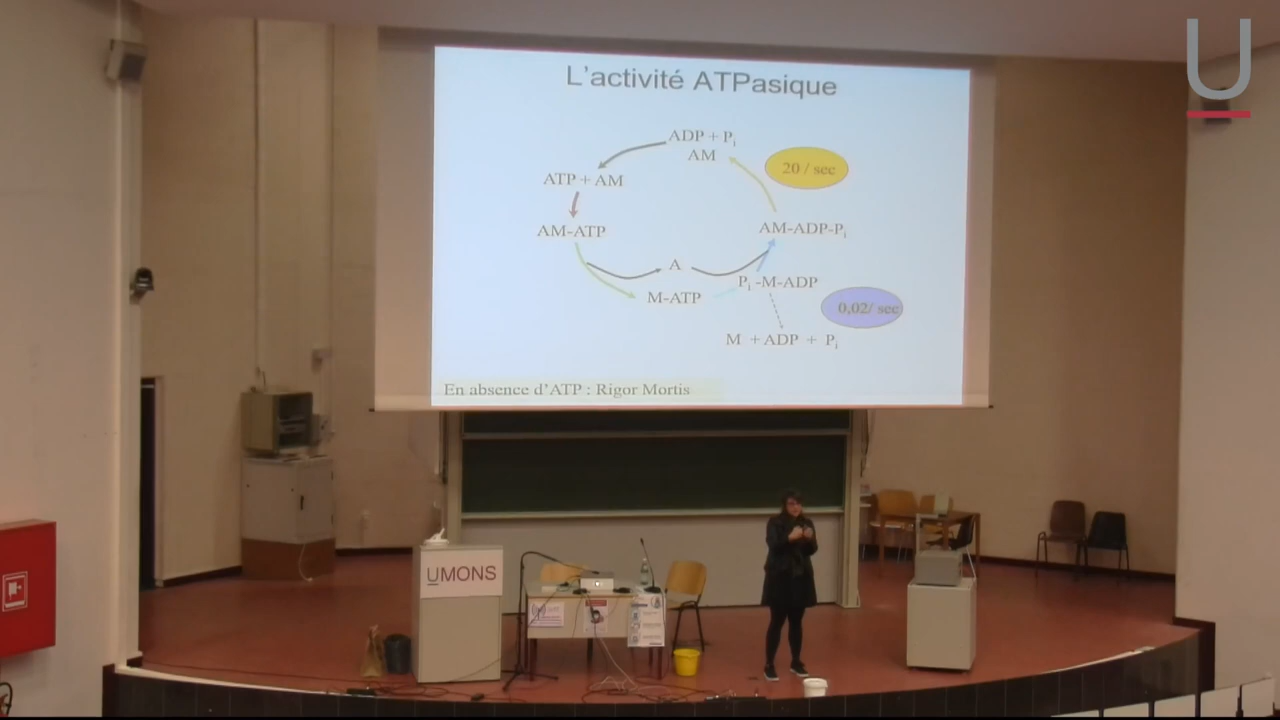 U
L'activité ATPasique
ADP + Pi
AM
20 / sec
ATP + AM
AM-ATP
AM-ADP-Pi
A
Pi -M-ADP
M-ATP
0,02/ sec
M + ADP + Pi
En absence d'ATP : Rigor Mortis
UMONS